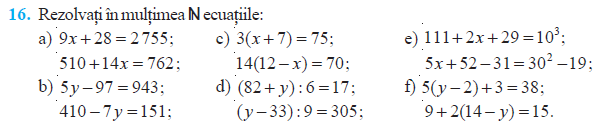 16. Rezolvați în mulțimea N ecuațiile:
a) 9x+28=2755; c) 3(x+7)=75; e) 111+2x+29=10³;
510+14x=762; 14(12–x)=70; 5x+52–31=30²–19;
b) 5y–97=943; d) (82+y):6=17; f) 5(y–2)+3=38;
410–7y=151; (y–33):9=305; 9+2(14–y)=15.